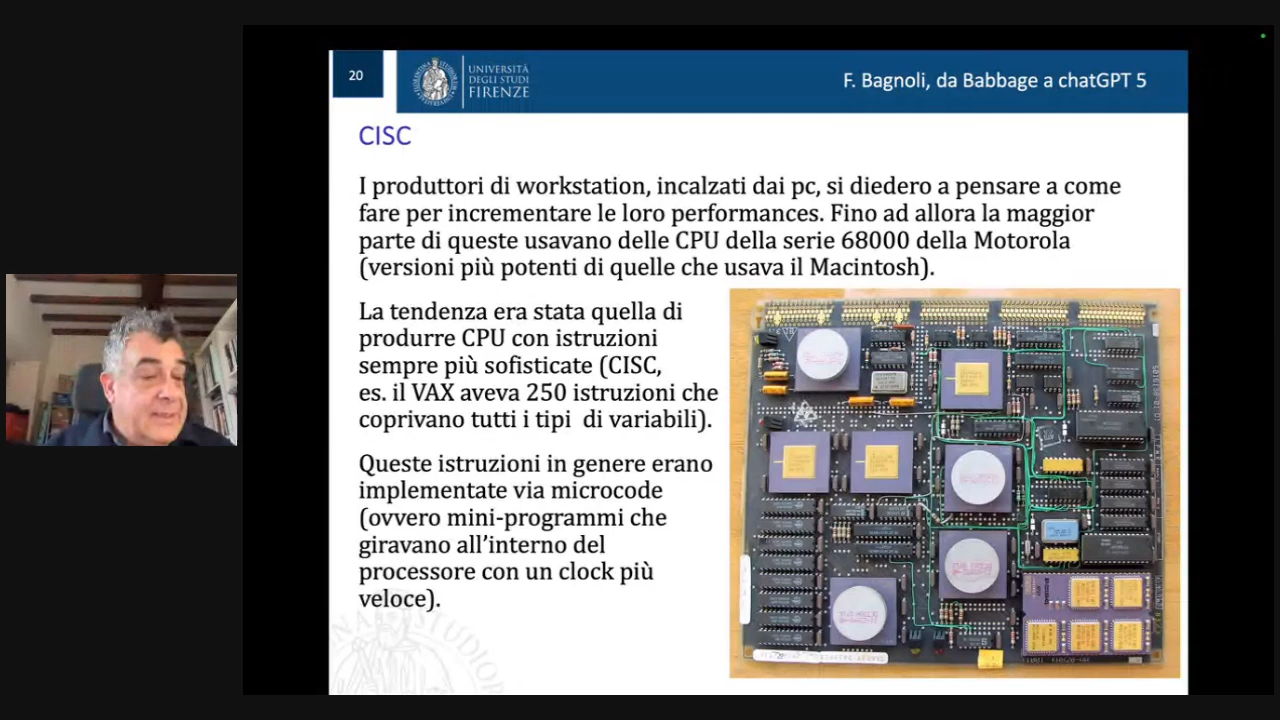 20
UNIVERSITÀ
DEGLI STUDI
FIRENZE
F. Bagnoli, da Babbage a chatGPT 5
CISC
I produttori di workstation, incalzati dai pc, si diedero a pensare a come
fare per incrementare le loro performances. Fino ad allora la maggior
parte di queste usavano delle CPU della serie 68000 della Motorola
(versioni più potenti di quelle che usava il Macintosh).
La tendenza era stata quella di
produrre CPU con istruzioni
sempre più sofisticate (CISC,
es. il VAX aveva 250 istruzioni che
coprivano tutti i tipi di variabili).
Queste istruzioni in genere erano
implementate via microcode
(ovvero mini-programmi che
giravano all'interno del
processore con un clock più
veloce).